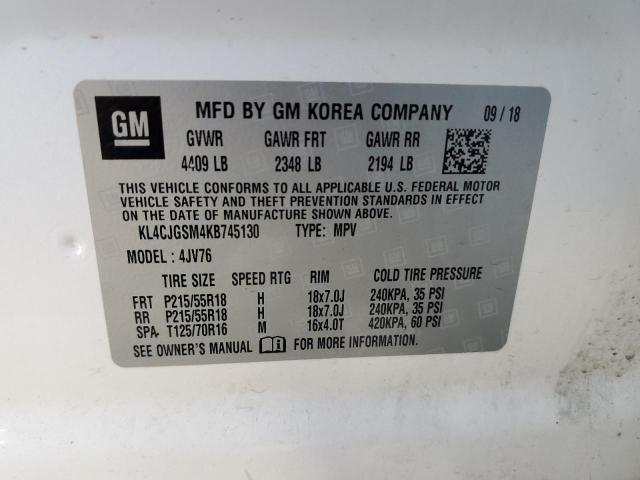 GM MFD BY GM KOREA COMPANY 09 / 18
GVWR GAWR FRT GAWR RR
4409 LB 2348 LB 2194 LB
THIS VEHICLE CONFORMS TO ALL APPLICABLE U.S. FEDERAL MOTOR
VEHICLE SAFETY AND THEFT PREVENTION STANDARDS IN EFFECT
ON THE DATE OF MANUFACTURE SHOWN ABOVE.
KL4CJGSM4KB745130 TYPE: MPV
MODEL : 4JV76
TIRE SIZE SPEED RTG RIM COLD TIRE PRESSURE
FRT P215/55R18 H 18x7.0J 240KPA, 35 PSI
RR P215/55R18 H 18x7.0J 240KPA, 35 PSI
SPA T125/70R16 M 16x4.0T 420KPA, 60 PSI
SEE OWNER'S MANUAL FOR MORE INFORMATION.